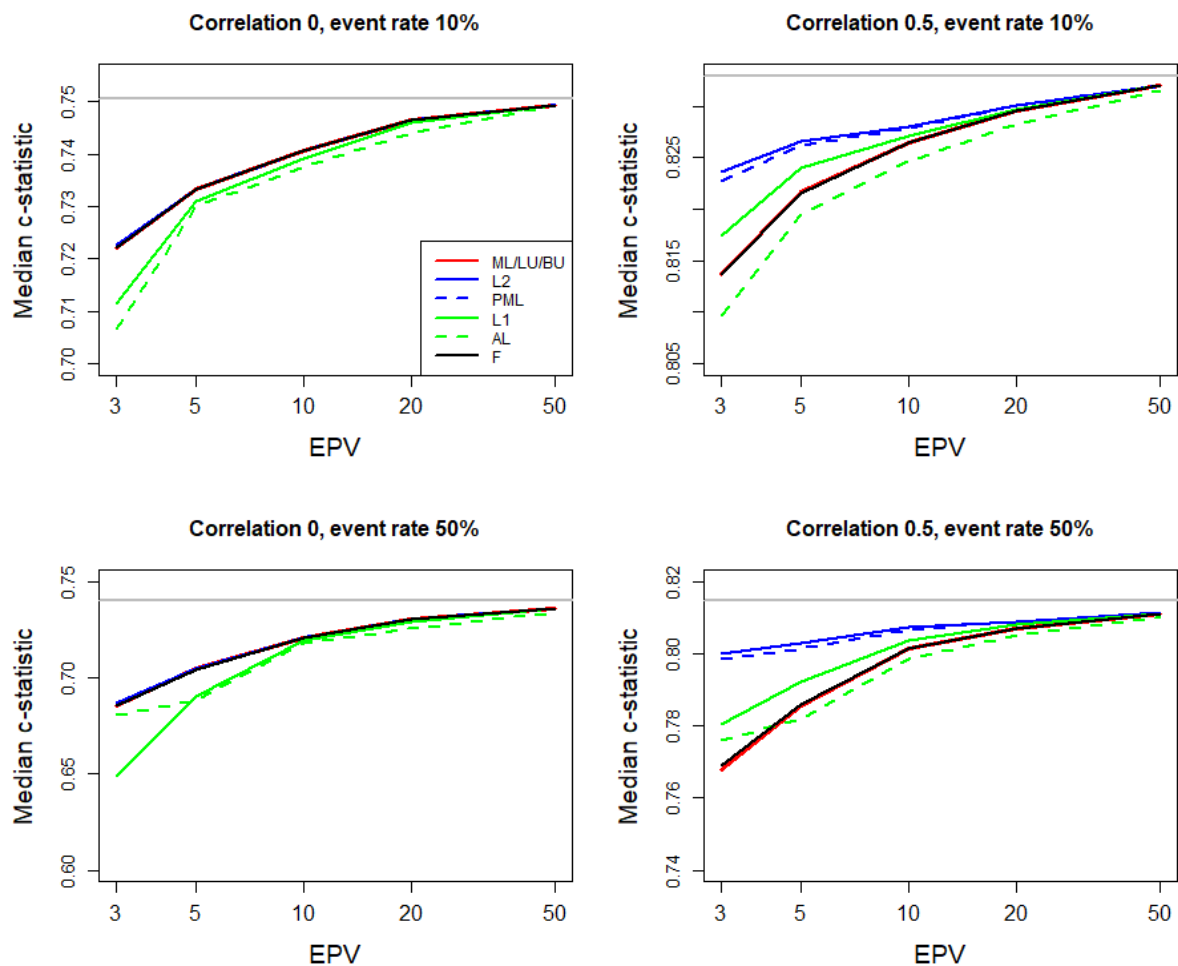 Correlation 0, event rate 10%
Median c-statistic
0.75
0.74
0.73
0.72
0.71
0.70
ML/LU/BU
L2
PML
L1
AL
F
3 5 10 20 50
EPV
Correlation 0.5, event rate 10%
Median c-statistic
0.825
0.815
0.805
3 5 10 20 50
EPV
Correlation 0, event rate 50%
Median c-statistic
0.75
0.70
0.65
0.60
3 5 10 20 50
EPV
Correlation 0.5, event rate 50%
Median c-statistic
0.82
0.80
0.78
0.76
0.74
3 5 10 20 50
EPV